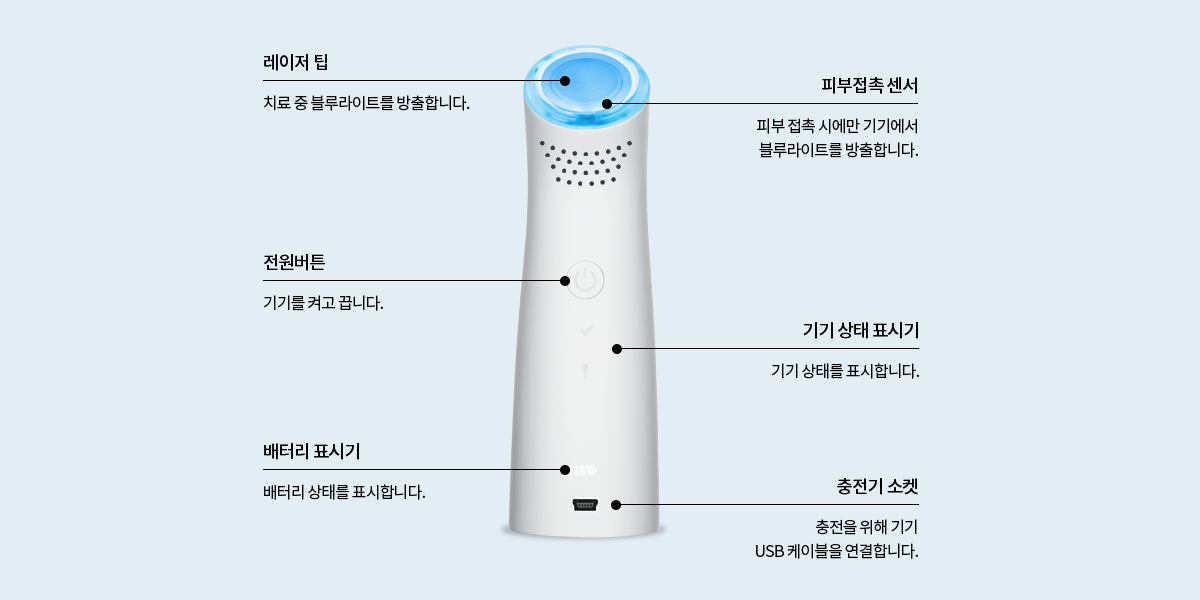 레이저 팁
치료 중 블루라이트를 방출합니다.
피부접촉 센서
피부 접촉 시에만 기기에서
블루라이트를 방출합니다.
전원버튼
기기를 켜고 끕니다.
기기 상태 표시기
기기 상태를 표시합니다.
배터리 표시기
배터리 상태를 표시합니다.
충전기 소켓
충전을 위해 기기
USB 케이블을 연결합니다.